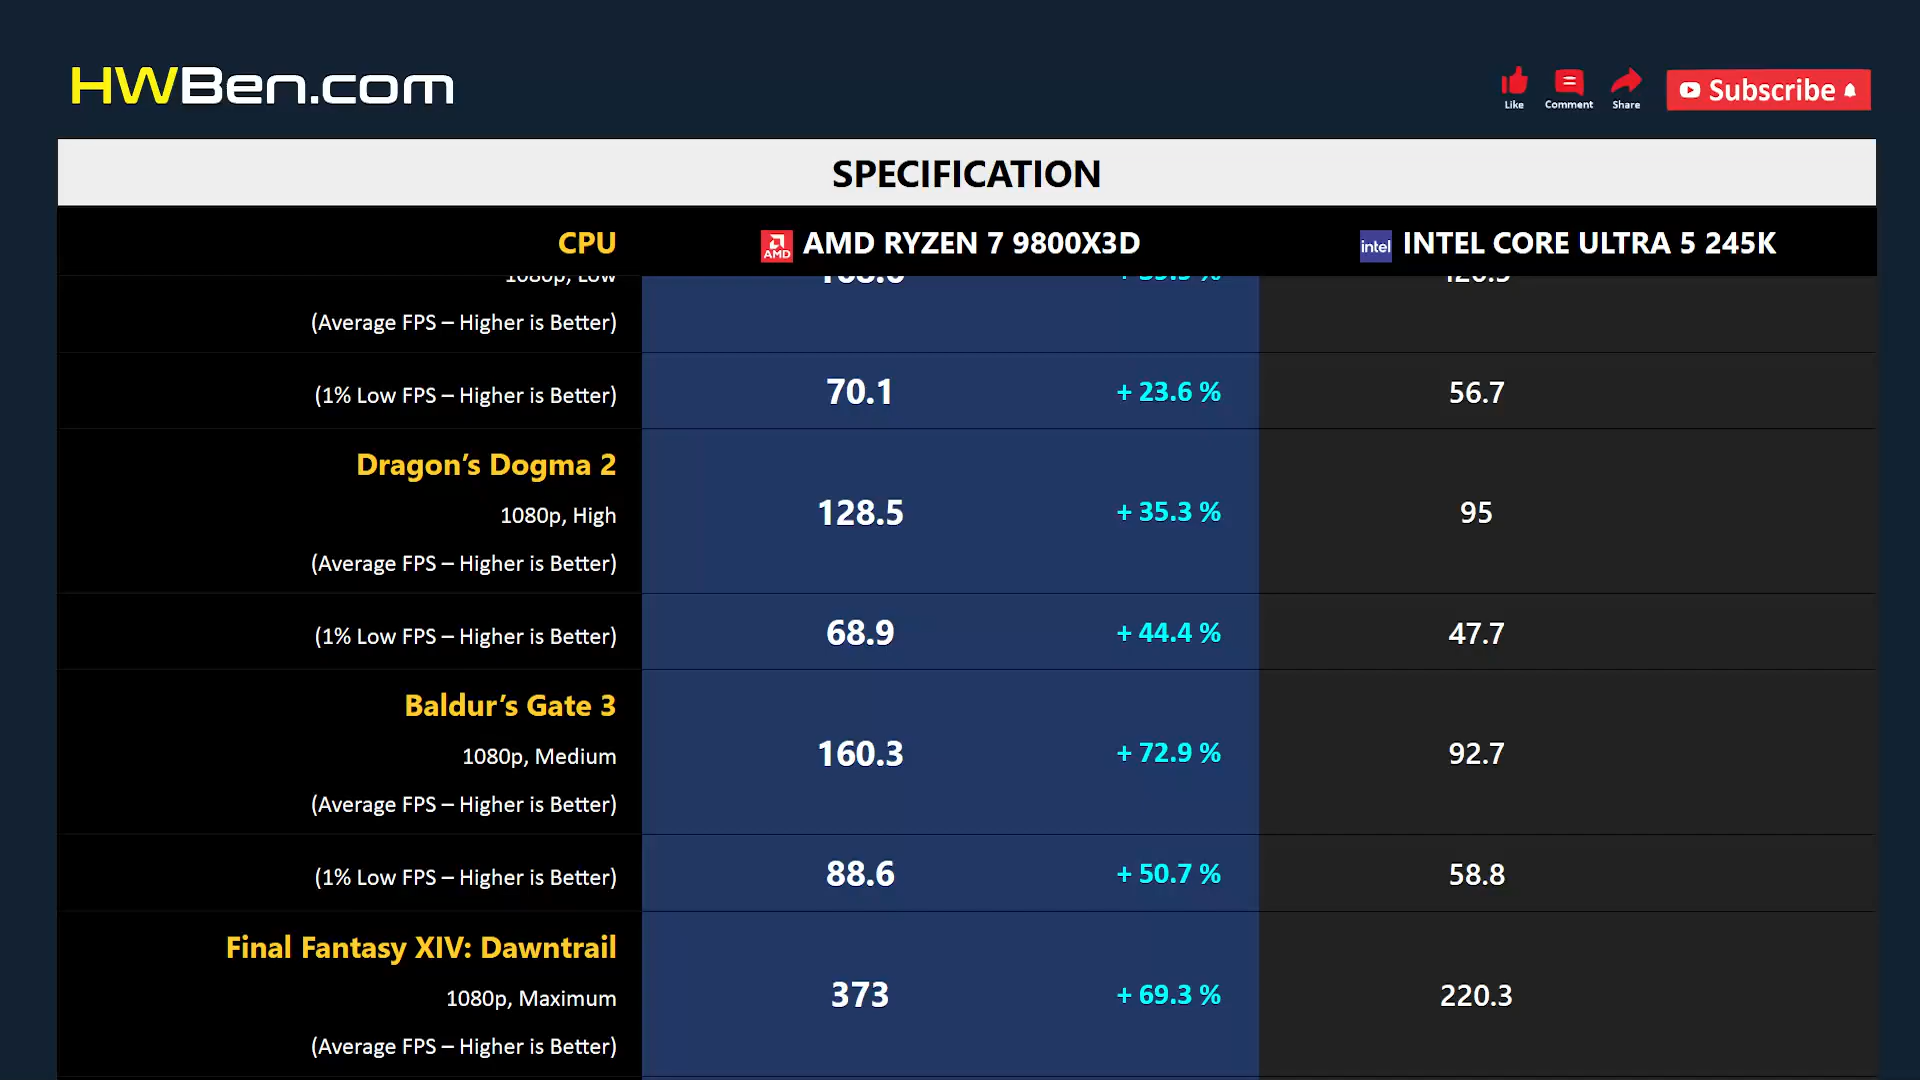 HWBen.com
Like
Comment
Share
Subscribe
SPECIFICATION
CPU
AMD
AMD RYZEN 7 9800X3D
intel
INTEL CORE ULTRA 5 245K
1080p, Low
(Average FPS – Higher is Better)
(1% Low FPS – Higher is Better)
70.1
+ 23.6 %
56.7
Dragon’s Dogma 2
1080p, High
(Average FPS – Higher is Better)
128.5
+ 35.3 %
95
(1% Low FPS – Higher is Better)
68.9
+ 44.4 %
47.7
Baldur’s Gate 3
1080p, Medium
(Average FPS – Higher is Better)
160.3
+ 72.9 %
92.7
(1% Low FPS – Higher is Better)
88.6
+ 50.7 %
58.8
Final Fantasy XIV: Dawntrail
1080p, Maximum
(Average FPS – Higher is Better)
373
+ 69.3 %
220.3